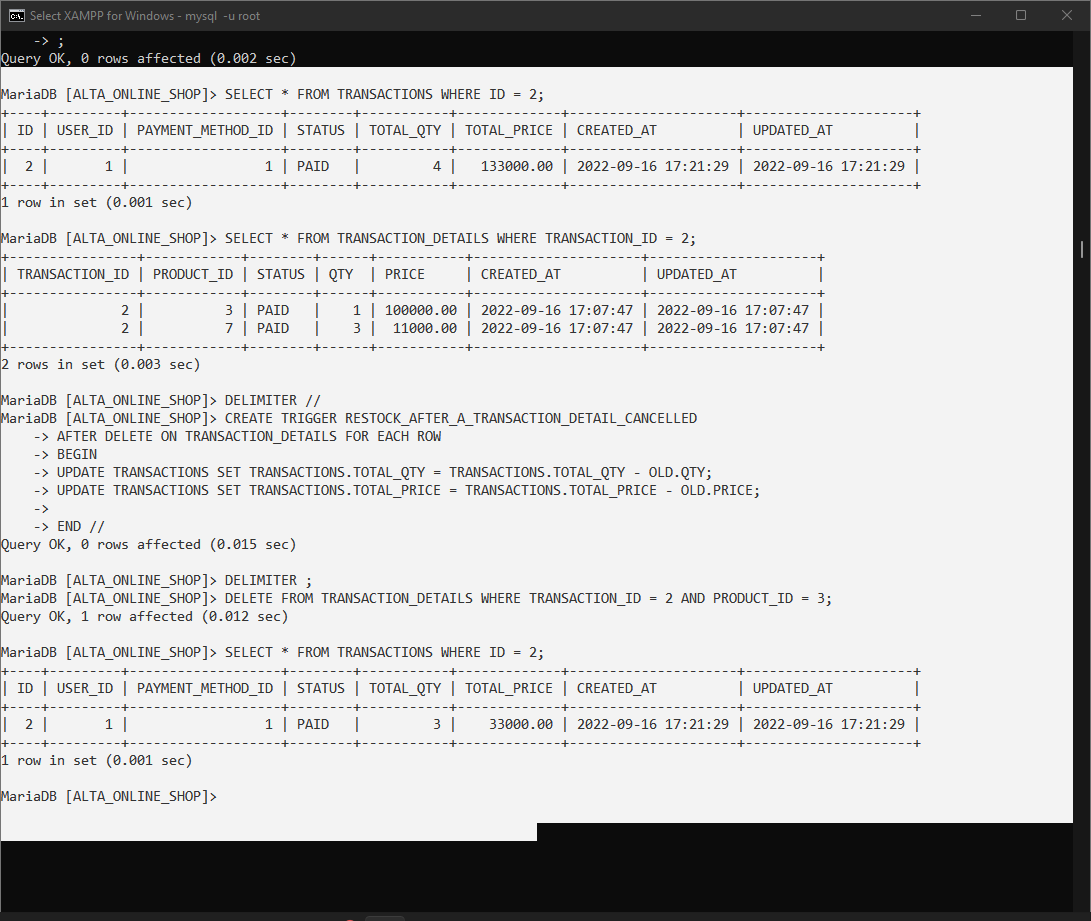 Select XAMPP for Windows - mysql  -u root
    -> ;
Query OK, 0 rows affected (0.002 sec)

MariaDB [ALTA_ONLINE_SHOP]> SELECT * FROM TRANSACTIONS WHERE ID = 2;
+----+---------+-------------------+--------+-----------+-------------+---------------------+---------------------+
| ID | USER_ID | PAYMENT_METHOD_ID | STATUS | TOTAL_QTY | TOTAL_PRICE | CREATED_AT          | UPDATED_AT          |
+----+---------+-------------------+--------+-----------+-------------+---------------------+---------------------+
|  2 |       1 |                 1 | PAID   |         4 |   133000.00 | 2022-09-16 17:21:29 | 2022-09-16 17:21:29 |
+----+---------+-------------------+--------+-----------+-------------+---------------------+---------------------+
1 row in set (0.001 sec)

MariaDB [ALTA_ONLINE_SHOP]> SELECT * FROM TRANSACTION_DETAILS WHERE TRANSACTION_ID = 2;
+----------------+------------+--------+------+-----------+---------------------+---------------------+
| TRANSACTION_ID | PRODUCT_ID | STATUS | QTY  | PRICE     | CREATED_AT          | UPDATED_AT          |
+----------------+------------+--------+------+-----------+---------------------+---------------------+
|              2 |          3 | PAID   |    1 | 100000.00 | 2022-09-16 17:07:47 | 2022-09-16 17:07:47 |
|              2 |          7 | PAID   |    3 |  11000.00 | 2022-09-16 17:07:47 | 2022-09-16 17:07:47 |
+----------------+------------+--------+------+-----------+---------------------+---------------------+
2 rows in set (0.003 sec)

MariaDB [ALTA_ONLINE_SHOP]> DELIMITER //
MariaDB [ALTA_ONLINE_SHOP]> CREATE TRIGGER RESTOCK_AFTER_A_TRANSACTION_DETAIL_CANCELLED
    -> AFTER DELETE ON TRANSACTION_DETAILS FOR EACH ROW
    -> BEGIN
    -> UPDATE TRANSACTIONS SET TRANSACTIONS.TOTAL_QTY = TRANSACTIONS.TOTAL_QTY - OLD.QTY;
    -> UPDATE TRANSACTIONS SET TRANSACTIONS.TOTAL_PRICE = TRANSACTIONS.TOTAL_PRICE - OLD.PRICE;
    ->
    -> END //
Query OK, 0 rows affected (0.015 sec)

MariaDB [ALTA_ONLINE_SHOP]> DELIMITER ;
MariaDB [ALTA_ONLINE_SHOP]> DELETE FROM TRANSACTION_DETAILS WHERE TRANSACTION_ID = 2 AND PRODUCT_ID = 3;
Query OK, 1 row affected (0.012 sec)

MariaDB [ALTA_ONLINE_SHOP]> SELECT * FROM TRANSACTIONS WHERE ID = 2;
+----+---------+-------------------+--------+-----------+-------------+---------------------+---------------------+
| ID | USER_ID | PAYMENT_METHOD_ID | STATUS | TOTAL_QTY | TOTAL_PRICE | CREATED_AT          | UPDATED_AT          |
+----+---------+-------------------+--------+-----------+-------------+---------------------+---------------------+
|  2 |       1 |                 1 | PAID   |         3 |    33000.00 | 2022-09-16 17:21:29 | 2022-09-16 17:21:29 |
+----+---------+-------------------+--------+-----------+-------------+---------------------+---------------------+
1 row in set (0.001 sec)

MariaDB [ALTA_ONLINE_SHOP]>